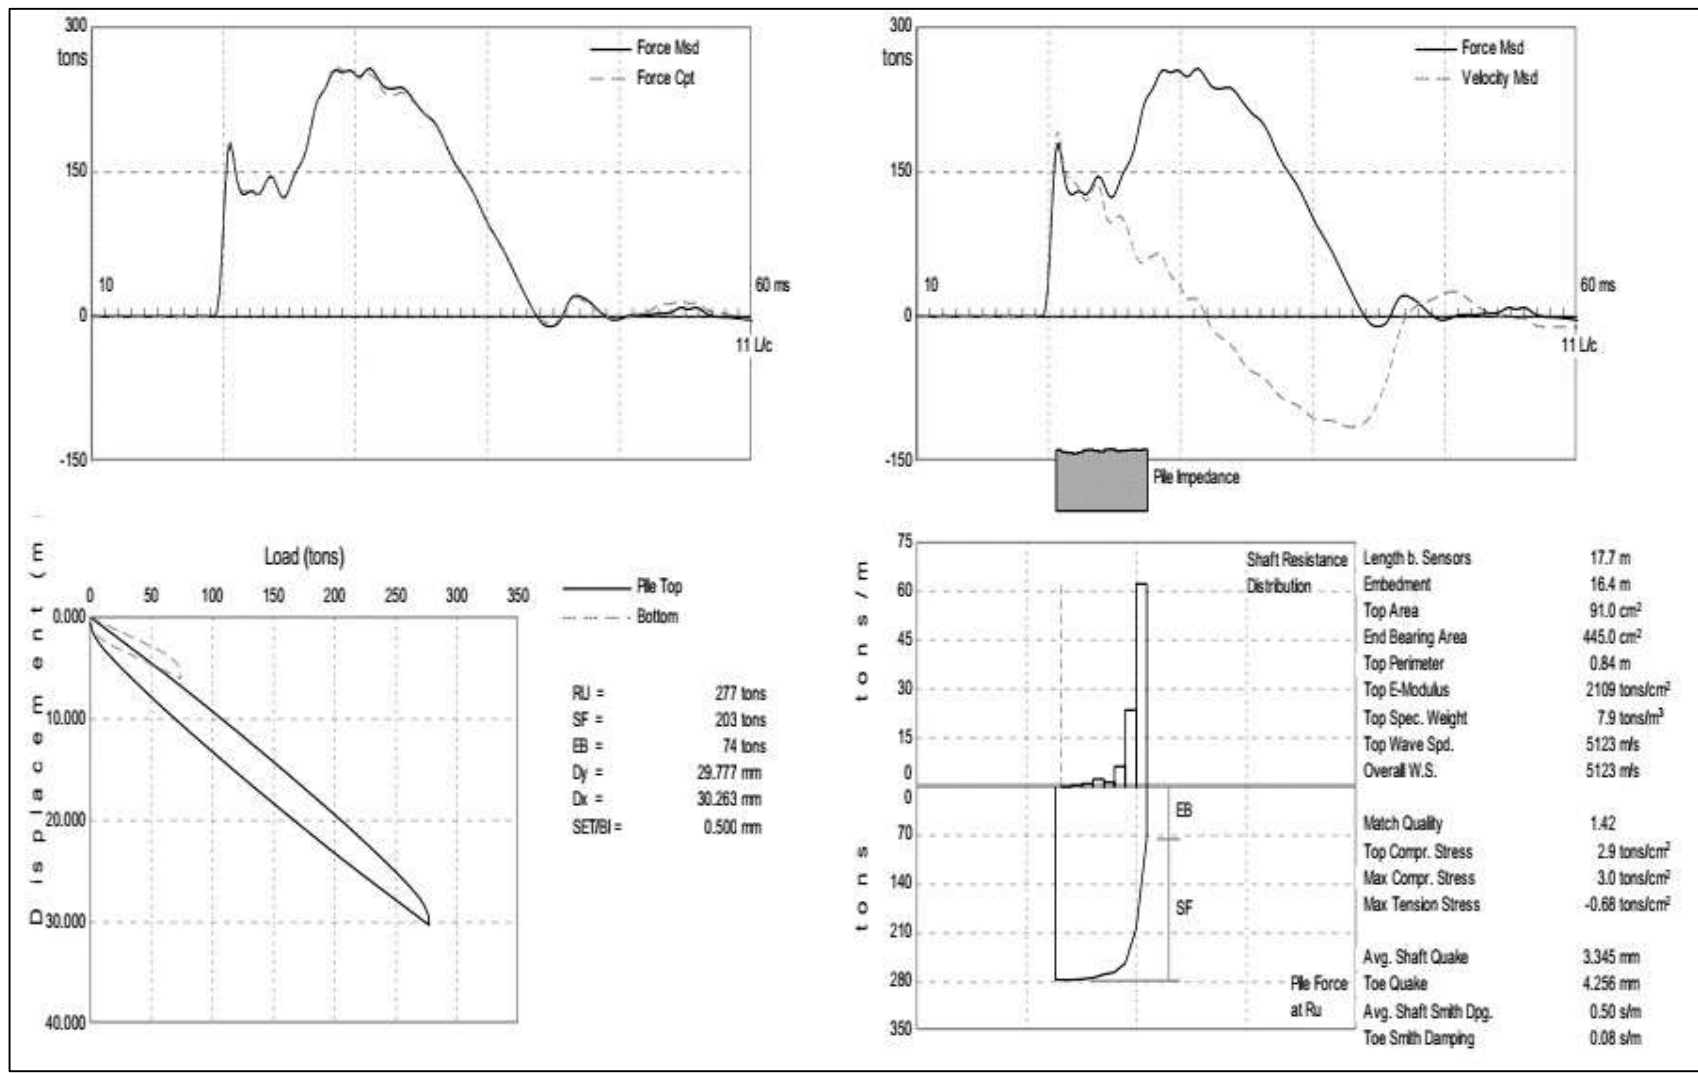 300
tons
150
0
-150
10
60 ms
11 L/c
Force Msd
Force Cpt
300
tons
150
0
-150
10
60 ms
11 L/c
Force Msd
Velocity Msd
Pile Impedance
Load (tons)
0 50 100 150 200 250 300 350
Displacement (m
0.000
10.000
20.000
30.000
40.000
Pile Top
Bottom
RU = 277 tons
SF = 203 tons
EB = 74 tons
Dy = 29.777 mm
Dx = 30.263 mm
SET/Bl = 0.500 mm
tons/m
75
60
45
30
15
0
Shaft Resistance
Distribution
tons
0
70
140
210
280
350
EB
SF
Pile Force
at Ru
Length b. Sensors 17.7 m
Embedment 16.4 m
Top Area 91.0 cm²
End Bearing Area 445.0 cm²
Top Perimeter 0.84 m
Top E-Modulus 2109 tons/cm²
Top Spec. Weight 7.9 tons/m³
Top Wave Spd. 5123 m/s
Overall W.S. 5123 m/s
Match Quality 1.42
Top Compr. Stress 2.9 tons/cm²
Max Compr. Stress 3.0 tons/cm²
Max Tension Stress -0.68 tons/cm²
Avg. Shaft Quake 3.345 mm
Toe Quake 4.256 mm
Avg. Shaft Smith Dpg. 0.50 s/m
Toe Smith Damping 0.08 s/m